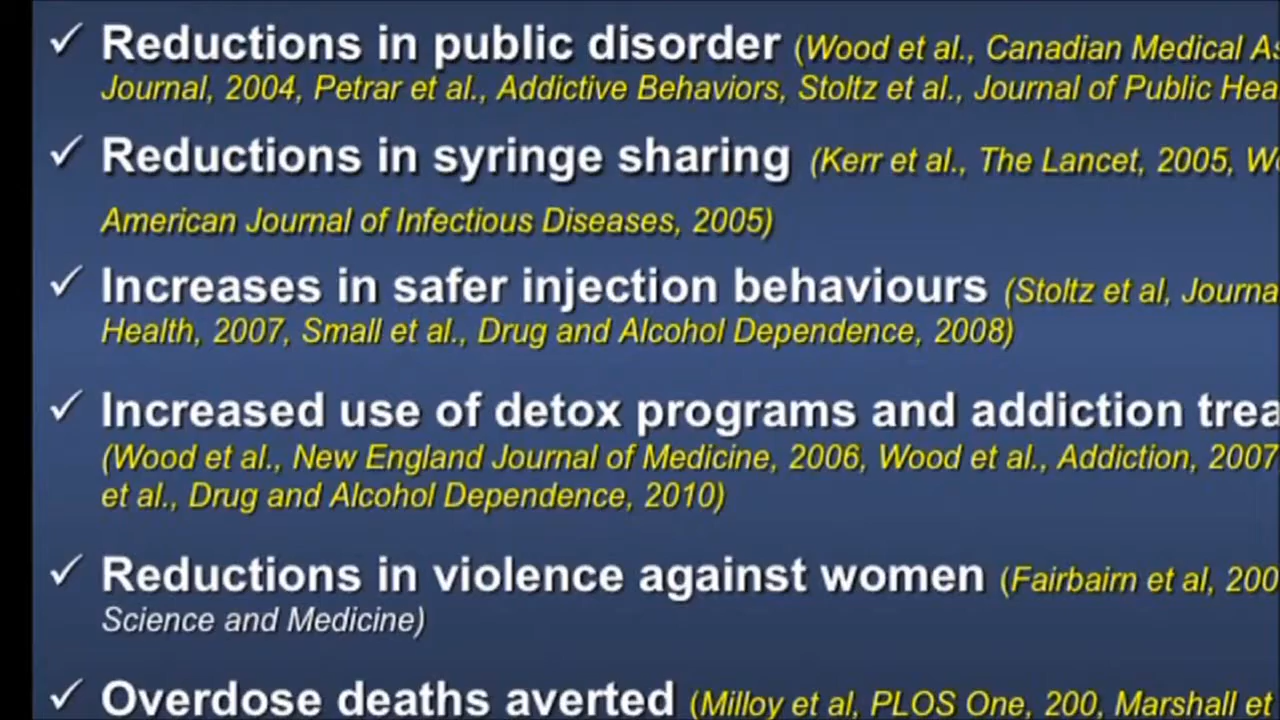 ✓ Reductions in public disorder (Wood et al., Canadian Medical As
Journal, 2004, Petrar et al., Addictive Behaviors, Stoltz et al., Journal of Public Hea
✓ Reductions in syringe sharing (Kerr et al., The Lancet, 2005, Wo
American Journal of Infectious Diseases, 2005)
✓ Increases in safer injection behaviours (Stoltz et al, Journa
Health, 2007, Small et al., Drug and Alcohol Dependence, 2008)
✓ Increased use of detox programs and addiction trea
(Wood et al., New England Journal of Medicine, 2006, Wood et al., Addiction, 2007
et al., Drug and Alcohol Dependence, 2010)
✓ Reductions in violence against women (Fairbairn et al, 200
Science and Medicine)
✓ Overdose deaths averted (Milloy et al, PLOS One, 200, Marshall et